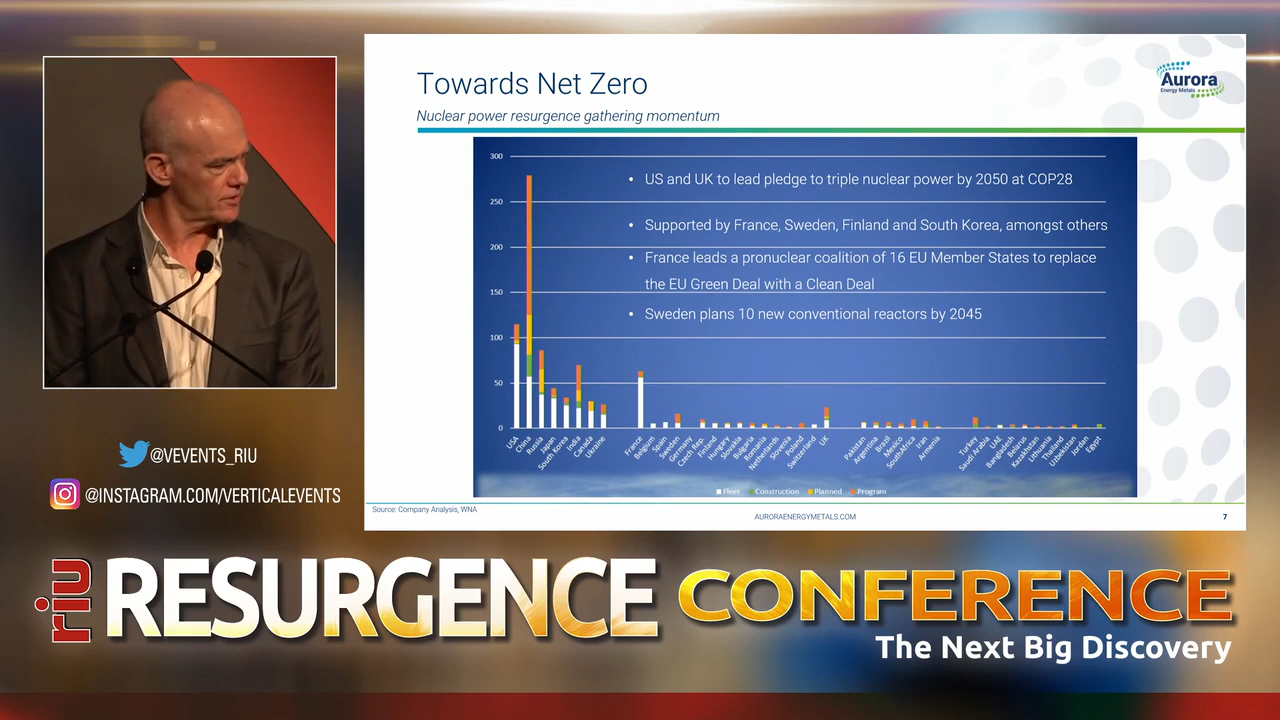 Towards Net Zero
Nuclear power resurgence gathering momentum
Aurora
Energy Metals
300
250
200
150
100
50
0
• US and UK to lead pledge to triple nuclear power by 2050 at COP28
• Supported by France, Sweden, Finland and South Korea, amongst others
• France leads a pronuclear coalition of 16 EU Member States to replace
the EU Green Deal with a Clean Deal
• Sweden plans 10 new conventional reactors by 2045
USA
China
Russia
Japan
South Korea
India
Canada
Ukraine
France
Belgium
Spain
Sweden
Germany
Czech Rep.
Finland
Hungary
Slovakia
Bulgaria
Romania
Netherlands
Slovenia
Poland
Switzerland
UK
Pakistan
Argentina
Brazil
Mexico
South Africa
Iran
Armenia
Turkey
Saudi Arabia
UAE
Bangladesh
Belarus
Kazakhstan
Lithuania
Thailand
Uzbekistan
Jordan
Egypt
Fleet Construction Planned Program
Source: Company Analysis, WNA
AURORAENERGYMETALS.COM
7
@VEVENTS_RIU
@INSTAGRAM.COM/VERTICALEVENTS
riu RESURGENCE CONFERENCE
The Next Big Discovery